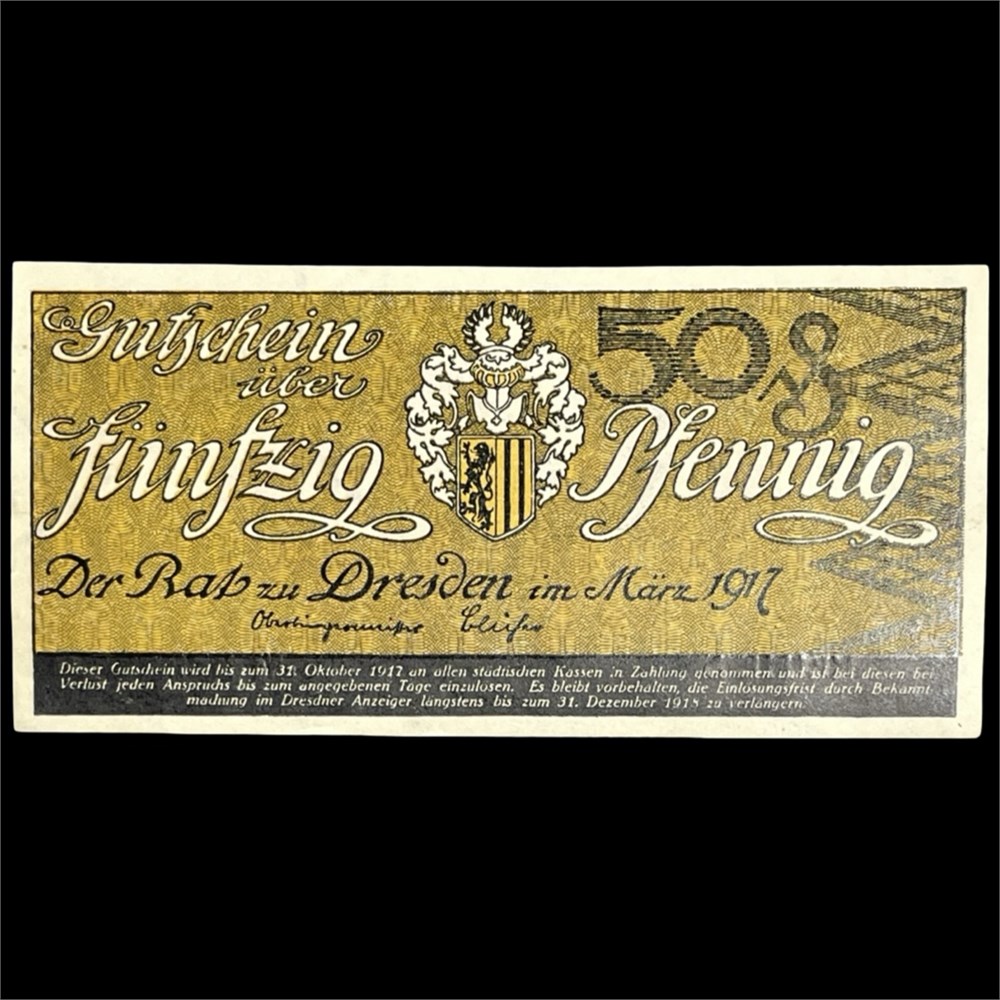 Gutschein
über
fünfzig Pfennig
50 ₰
Der Rat zu Dresden im März 1917
Oberbürgermeister Blüher
Dieser Gutschein wird bis zum 31. Oktober 1917 an allen städtischen Kassen in Zahlung genommen und ist bei diesen bei
Verlust jeden Anspruchs bis zum angegebenen Tage einzulösen. Es bleibt vorbehalten, die Einlösungsfrist durch Bekannt
machung im Dresdner Anzeiger längstens bis zum 31. Dezember 1918 zu verlängern.